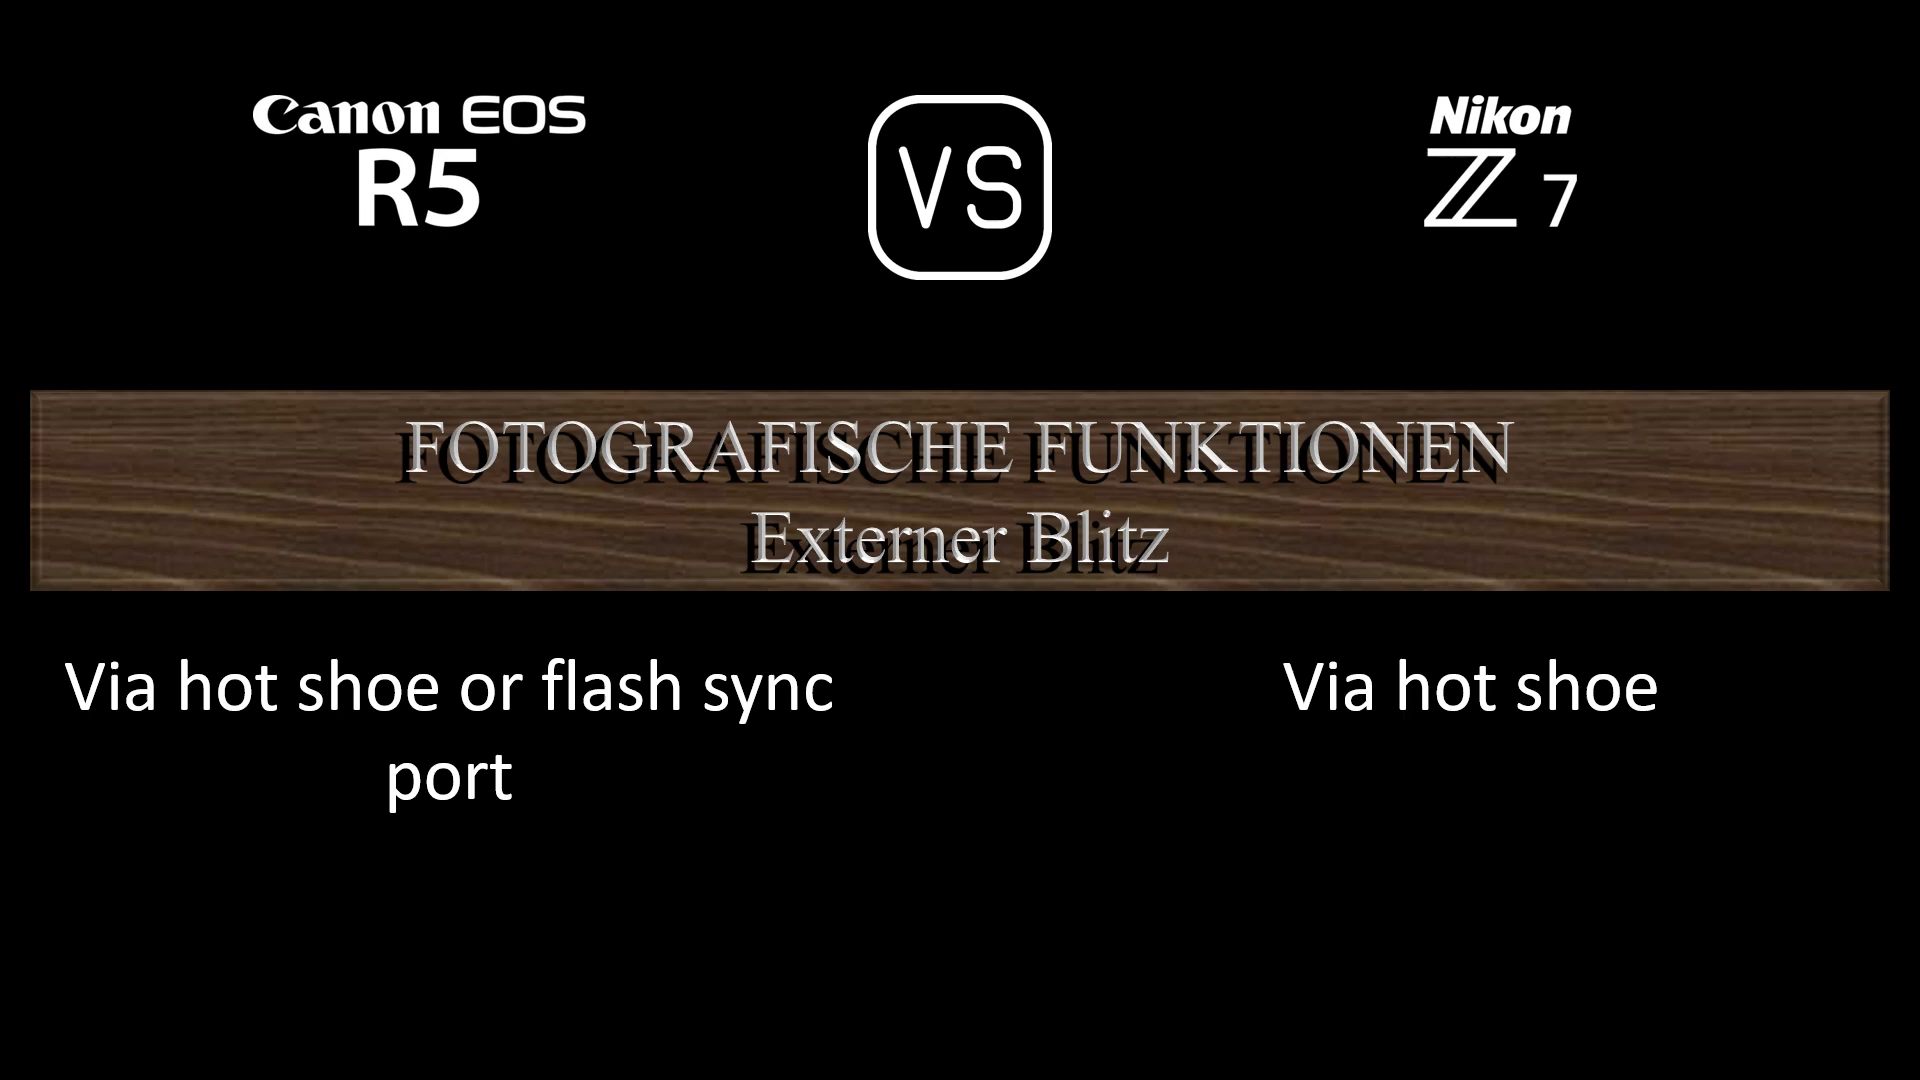 Canon EOS
R5
VS
Nikon
Z 7
FOTOGRAFISCHE FUNKTIONEN
Externer Blitz
Via hot shoe or flash sync
port
Via hot shoe